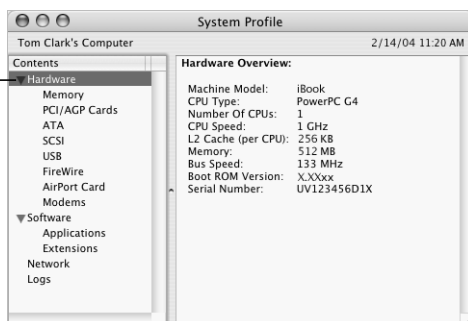 System Profile
Tom Clark's Computer 2/14/04 11:20 AM
Contents
Hardware
Memory
PCI/AGP Cards
ATA
SCSI
USB
FireWire
AirPort Card
Modems
Software
Applications
Extensions
Network
Logs
Hardware Overview:
Machine Model: iBook
CPU Type: PowerPC G4
Number Of CPUs: 1
CPU Speed: 1 GHz
L2 Cache (per CPU): 256 KB
Memory: 512 MB
Bus Speed: 133 MHz
Boot ROM Version: X.XXxx
Serial Number: UV123456D1X